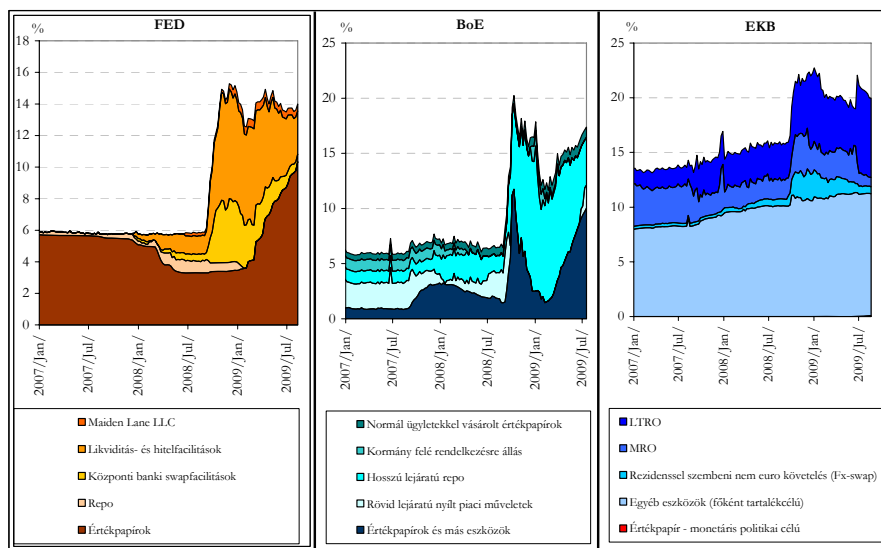 FED
%
18
16
14
12
10
8
6
4
2
0
2007/Jan/
2007/Jul/
2008/Jan/
2008/Jul/
2009/Jan/
2009/Jul/
Maiden Lane LLC
Likviditás- és hitelfacilitások
Központi banki swapfacilitások
Repo
Értékpapírok
BoE
%
25
20
15
10
5
0
2007/Jan/
2007/Jul/
2008/Jan/
2008/Jul/
2009/Jan/
2009/Jul/
Normál ügyletekkel vásárolt értékpapírok
Kormány felé rendelkezésre állás
Hosszú lejáratú repo
Rövid lejáratú nyílt piaci műveletek
Értékpapírok és más eszközök
EKB
%
25
20
15
10
5
0
2007/Jan/
2007/Jul/
2008/Jan/
2008/Jul/
2009/Jan/
2009/Jul/
LTRO
MRO
Rezidenssel szembeni nem euro követelés (Fx-swap)
Egyéb eszközök (főként tartalékcélú)
Értékpapír - monetáris politikai célú